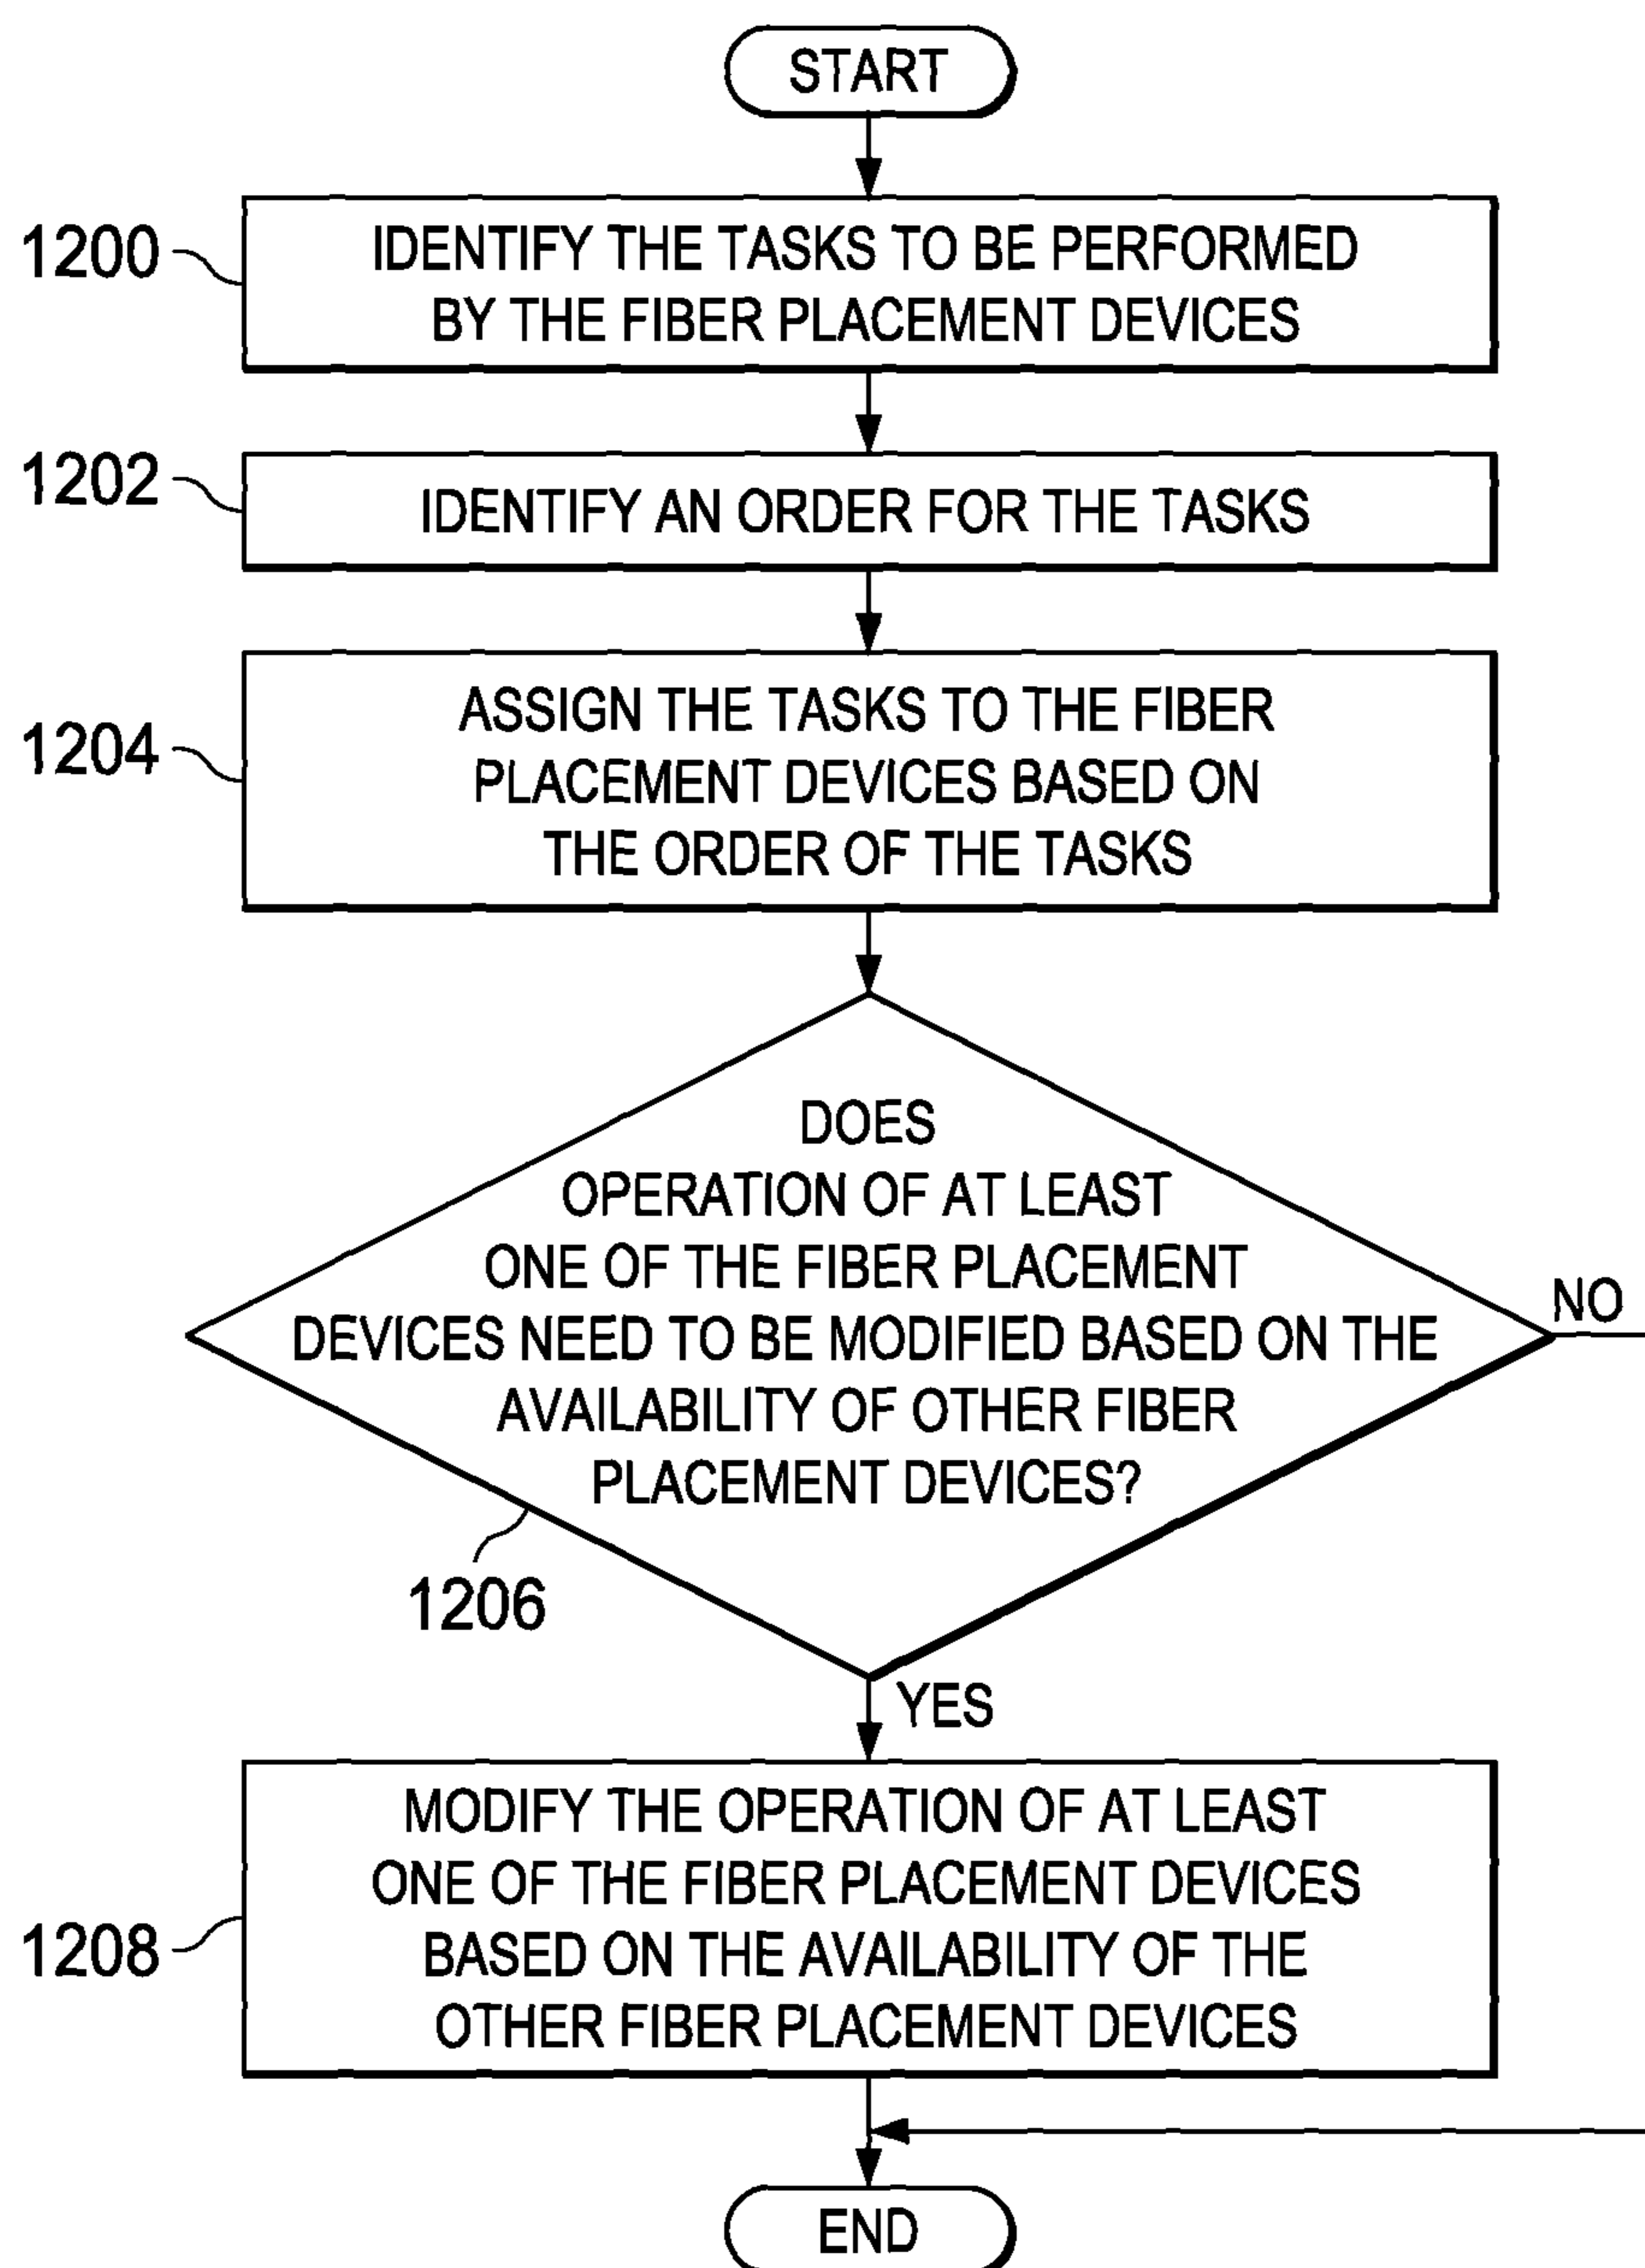 START
1200
IDENTIFY THE TASKS TO BE PERFORMED
BY THE FIBER PLACEMENT DEVICES
1202
IDENTIFY AN ORDER FOR THE TASKS
1204
ASSIGN THE TASKS TO THE FIBER
PLACEMENT DEVICES BASED ON
THE ORDER OF THE TASKS
DOES
OPERATION OF AT LEAST
ONE OF THE FIBER PLACEMENT
DEVICES NEED TO BE MODIFIED BASED ON THE
AVAILABILITY OF OTHER FIBER
PLACEMENT DEVICES?
NO
1206
YES
1208
MODIFY THE OPERATION OF AT LEAST
ONE OF THE FIBER PLACEMENT DEVICES
BASED ON THE AVAILABILITY OF THE
OTHER FIBER PLACEMENT DEVICES
END